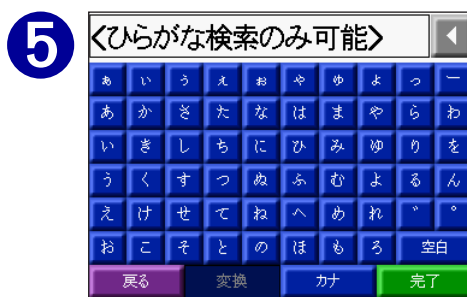 5
<ひらがな検索のみ可能>
ぁ ぃ ぅ ぇ ぉ ゃ ゅ ょ っ ー
あ か さ た な は ま や ら わ
い き し ち に ひ み ゆ り を
う く す つ ぬ ふ む よ る ん
え け せ て ね へ め れ ゛ ゜
お こ そ と の ほ も ろ 空白
戻る 変換 カナ 完了